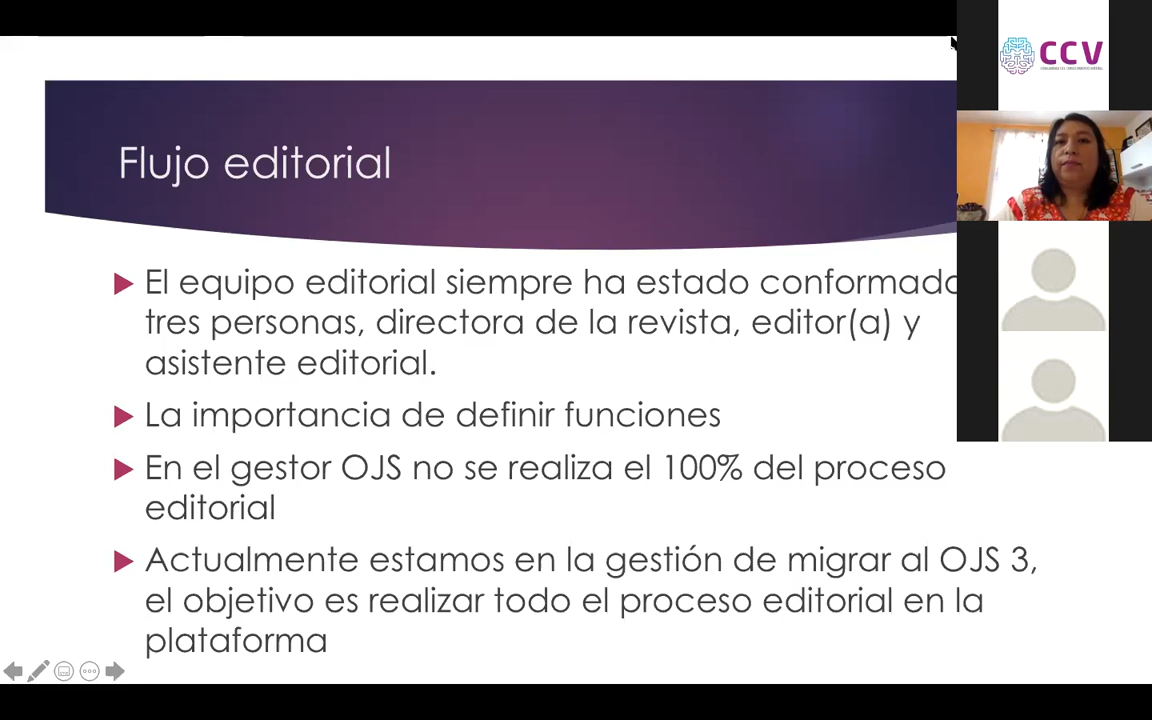 CCV
Flujo editorial
El equipo editorial siempre ha estado
tres personas, directora de la revista, editor(a) y
asistente editorial.
La importancia de definir funciones
En el gestor OJS no se realiza el 100% del proceso
editorial
Actualmente estamos en la gestión de migrar al OJS 3,
el objetivo es realizar todo el proceso editorial en la
plataforma